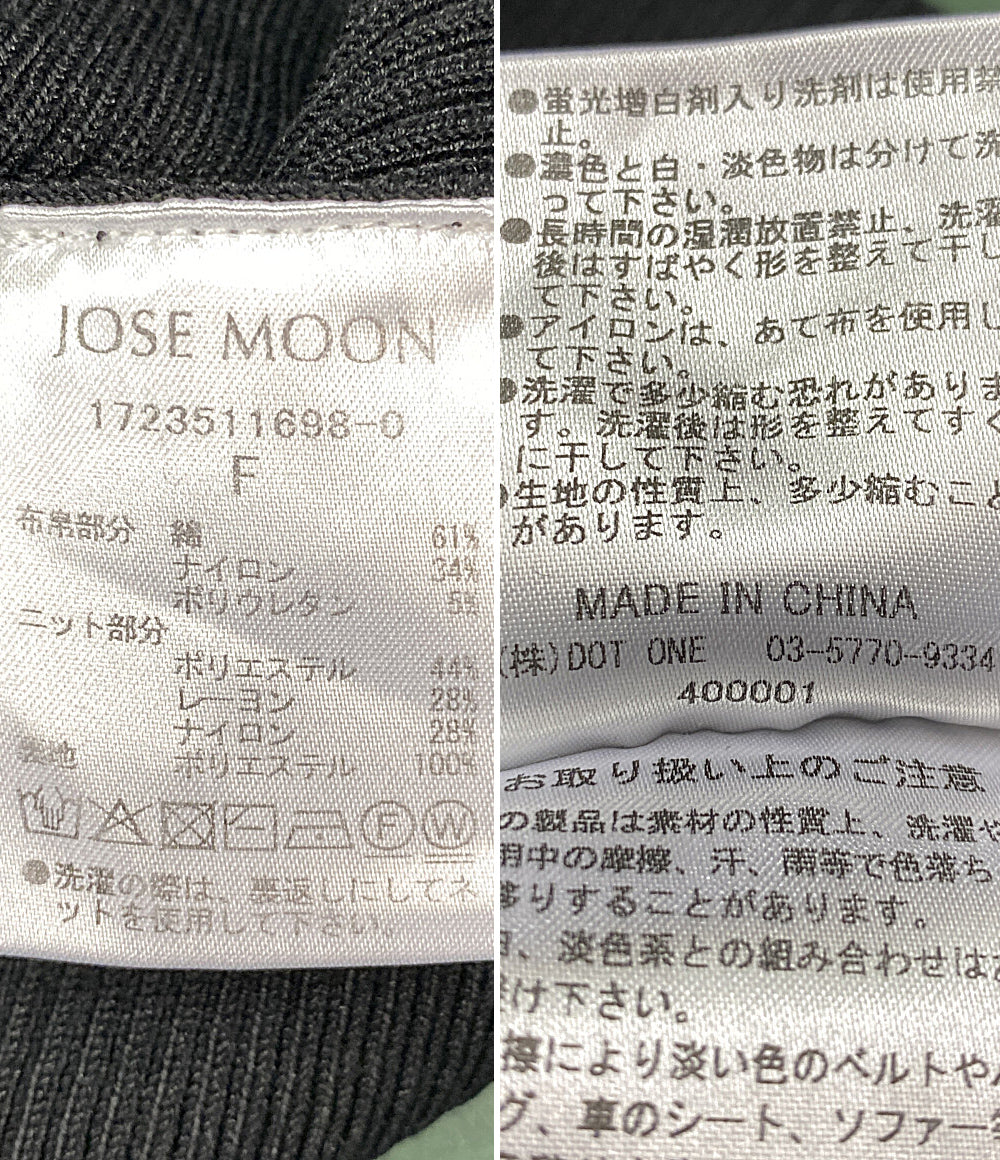 JOSE MOON
1723511698-0
F
布帛部分 綿 61%
ナイロン 34%
ポリウレタン 5%
ニット部分
ポリエステル 44%
レーヨン 28%
ナイロン 28%
裏地 ポリエステル 100%
F W
●洗濯の際は、裏返しにしてネ
ットを使用して下さい。
●蛍光増白剤入り洗剤は使用禁
止。
●濃色と白・淡色物は分けて洗
って下さい。
●長時間の湿潤放置禁止、洗濯
後はすばやく形を整えて干し
て下さい。
●アイロンは、あて布を使用し
て下さい。
●洗濯で多少縮む恐れがありま
す。洗濯後は形を整えてすぐ
に干して下さい。
●生地の性質上、多少縮むこと
があります。
MADE IN CHINA
(株)DOT ONE 03-5770-9334
400001
お取り扱い上のご注意
の製品は素材の性質上、洗濯や
用中の摩擦、汗、雨等で色落ち
移りすることがあります。
、淡色系との組み合わせは
け下さい。
擦により淡い色のベルトや
グ、車のシート、ソファー